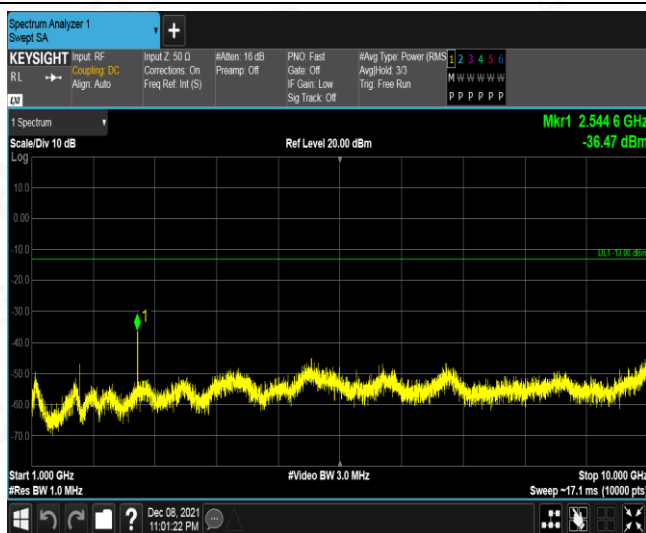 Spectrum Analyzer 1
Swept SA
+
KEYSIGHT
RL
LXI
Input: RF
Coupling: DC
Align: Auto
Input Z: 50 Ω
Corrections: On
Freq Ref: Int (S)
#Atten: 16 dB
Preamp: Off
PNO: Fast
Gate: Off
IF Gain: Low
Sig Track: Off
#Avg Type: Power (RMS
Avg|Hold: 3/3
Trig: Free Run
1 2 3 4 5 6
M W W W W W
P P P P P P
1 Spectrum
Mkr1 2.544 6 GHz
-36.47 dBm
Scale/Div 10 dB
Ref Level 20.00 dBm
Log
10.0
0.00
-10.0
DL1 -13.00 dBm
-20.0
-30.0
1
-40.0
-50.0
-60.0
-70.0
Start 1.000 GHz
#Video BW 3.0 MHz
Stop 10.000 GHz
#Res BW 1.0 MHz
Sweep ~17.1 ms (10000 pts)
?
Dec 08, 2021
11:01:22 PM